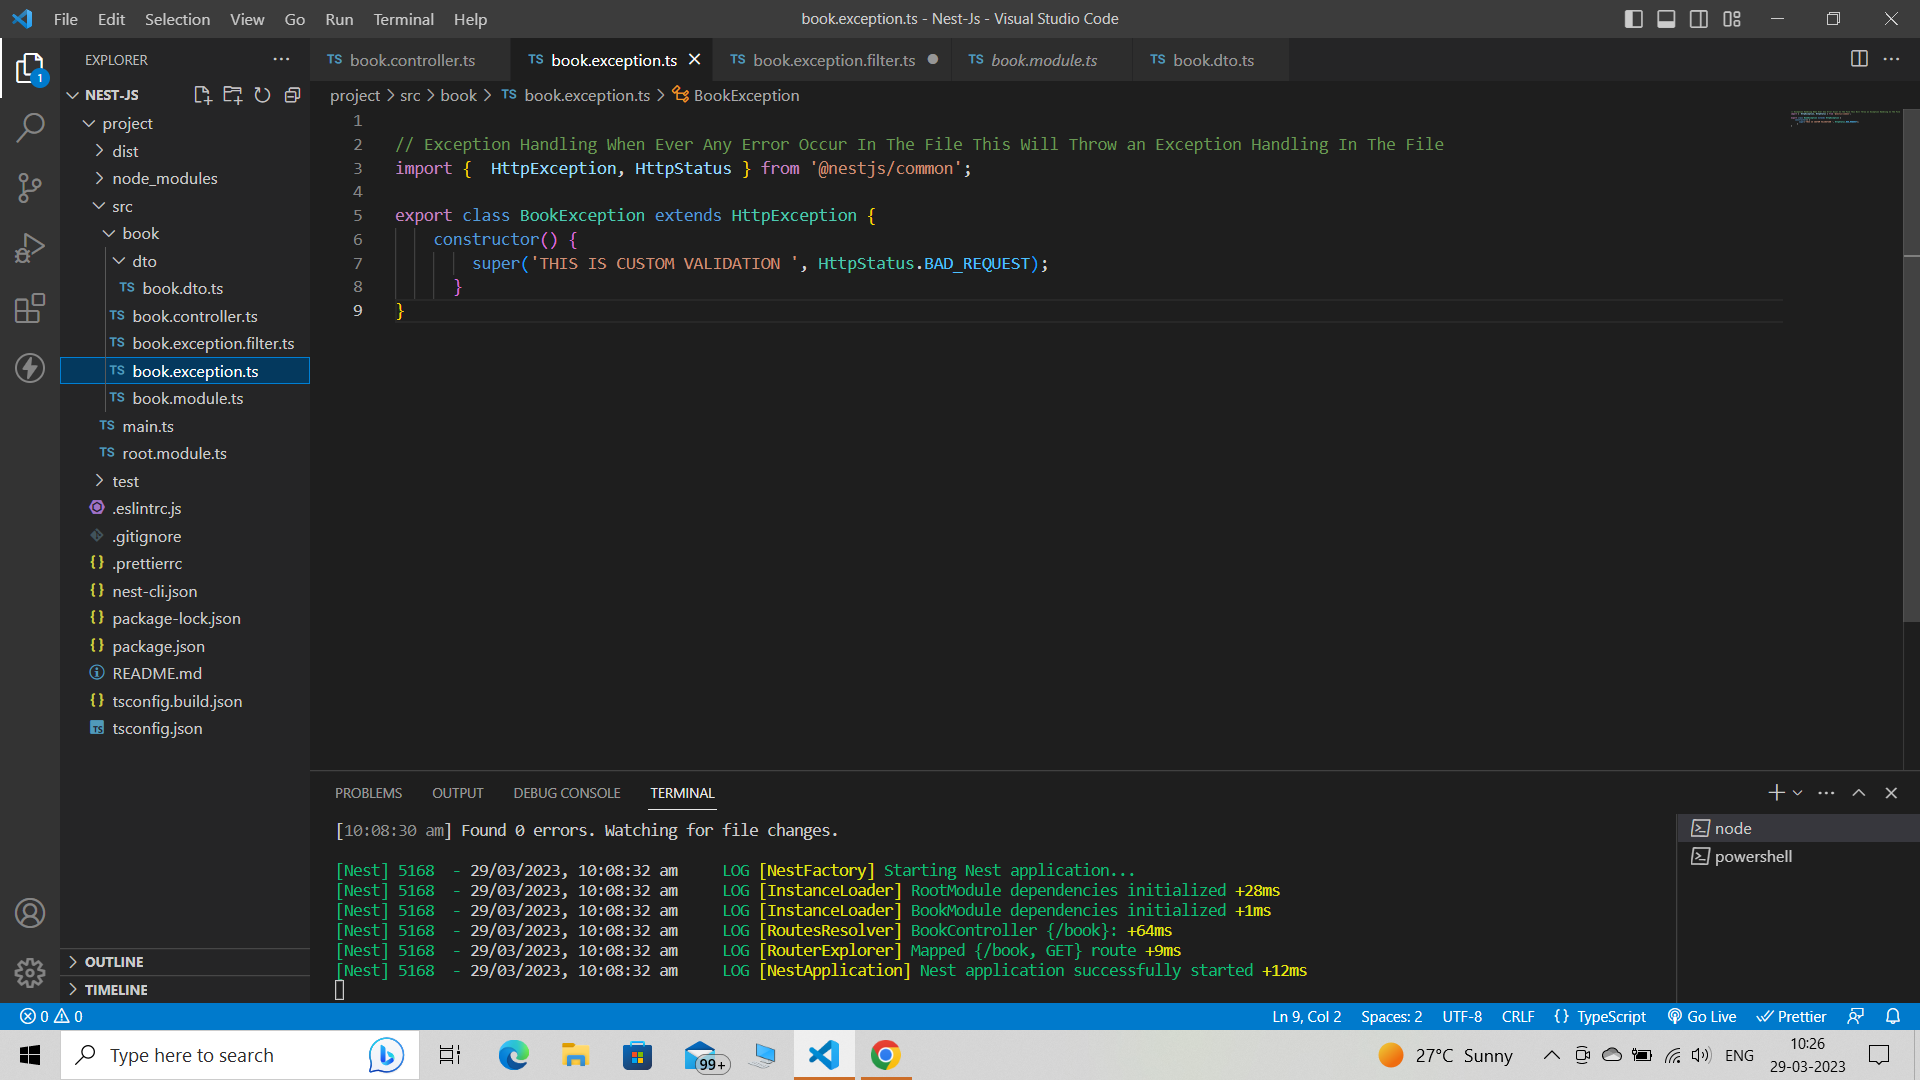 File Edit Selection View Go Run Terminal Help
book.exception.ts - Nest-Js - Visual Studio Code
EXPLORER
1
NEST-JS
project
dist
node_modules
src
book
dto
TS book.dto.ts
TS book.controller.ts
TS book.exception.filter.ts
TS book.exception.ts
TS book.module.ts
TS main.ts
TS root.module.ts
test
.eslintrc.js
.gitignore
{} .prettierrc
{} nest-cli.json
{} package-lock.json
{} package.json
README.md
{} tsconfig.build.json
TS tsconfig.json
OUTLINE
TIMELINE
TS book.controller.ts TS book.exception.ts TS book.exception.filter.ts TS book.module.ts TS book.dto.ts
project > src > book > TS book.exception.ts > BookException
1
2 // Exception Handling When Ever Any Error Occur In The File This Will Throw an Exception Handling In The File
3 import {  HttpException, HttpStatus } from '@nestjs/common';
4
5 export class BookException extends HttpException {
6 constructor() {
7 super('THIS IS CUSTOM VALIDATION ', HttpStatus.BAD_REQUEST);
8 }
9 }
PROBLEMS OUTPUT DEBUG CONSOLE TERMINAL
[10:08:30 am] Found 0 errors. Watching for file changes.
[Nest] 5168  - 29/03/2023, 10:08:32 am     LOG [NestFactory] Starting Nest application...
[Nest] 5168  - 29/03/2023, 10:08:32 am     LOG [InstanceLoader] RootModule dependencies initialized +28ms
[Nest] 5168  - 29/03/2023, 10:08:32 am     LOG [InstanceLoader] BookModule dependencies initialized +1ms
[Nest] 5168  - 29/03/2023, 10:08:32 am     LOG [RoutesResolver] BookController {/book}: +64ms
[Nest] 5168  - 29/03/2023, 10:08:32 am     LOG [RouterExplorer] Mapped {/book, GET} route +9ms
[Nest] 5168  - 29/03/2023, 10:08:32 am     LOG [NestApplication] Nest application successfully started +12ms
node
powershell
0 0
Ln 9, Col 2 Spaces: 2 UTF-8 CRLF {} TypeScript Go Live Prettier
Type here to search
99+
27°C Sunny
ENG
10:26
29-03-2023